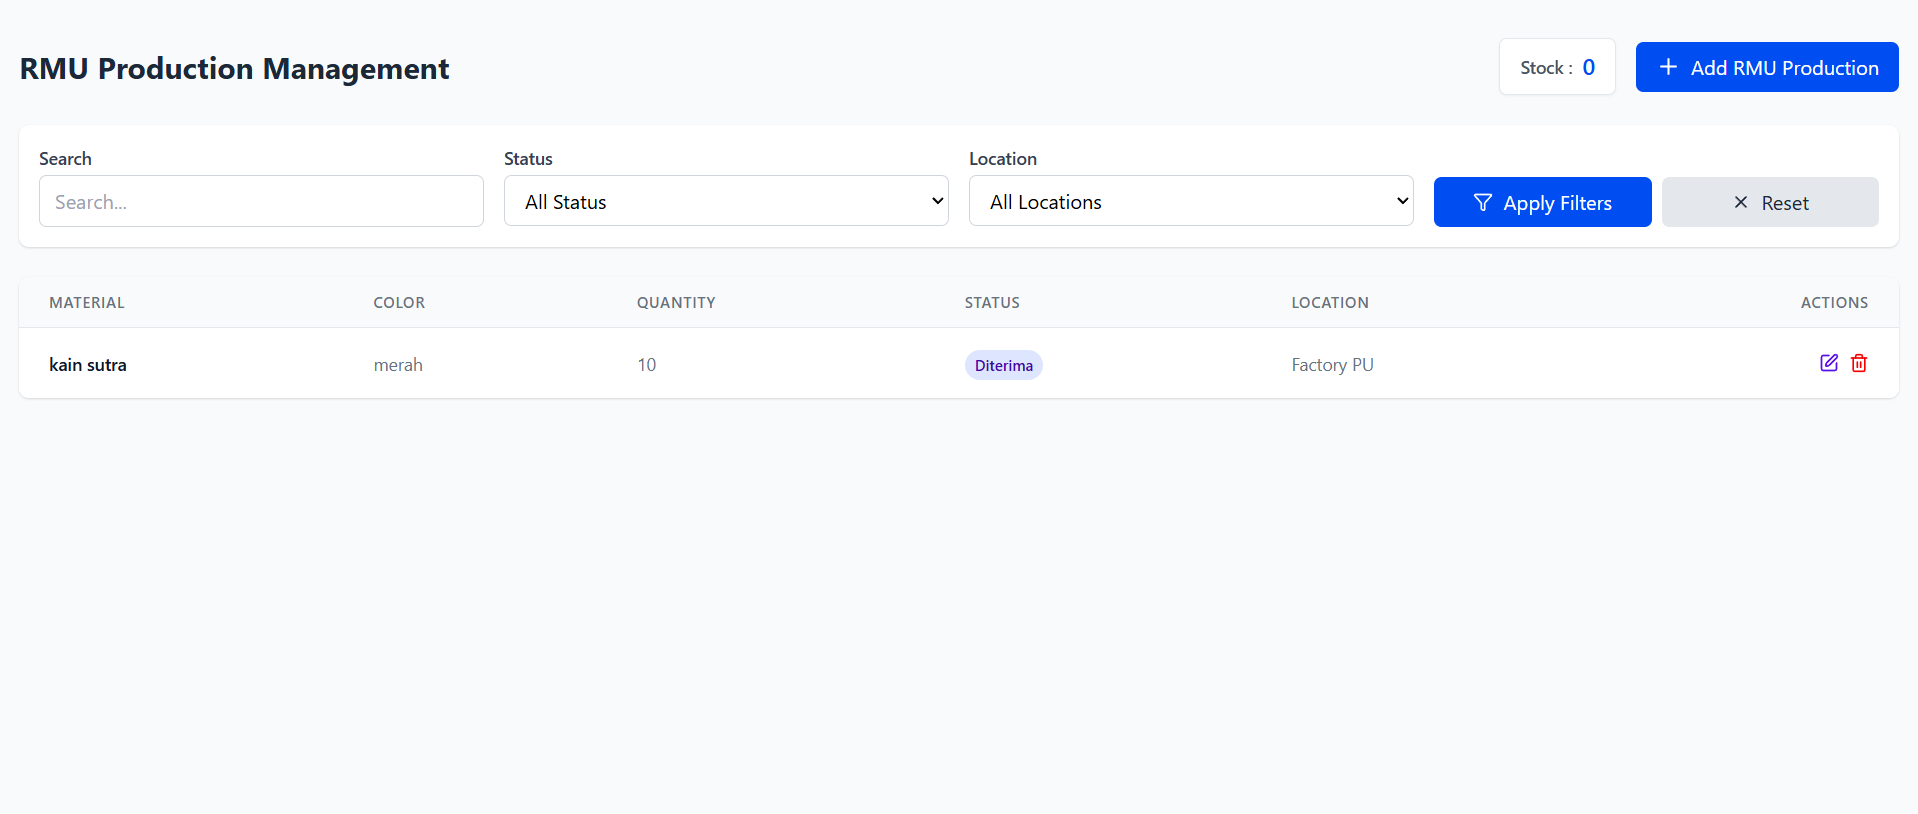 RMU Production Management
Stock : 0
Add RMU Production
Search
Status
Location
Search...
All Status
All Locations
Apply Filters
Reset
MATERIAL COLOR QUANTITY STATUS LOCATION ACTIONS
kain sutra merah 10 Diterima Factory PU